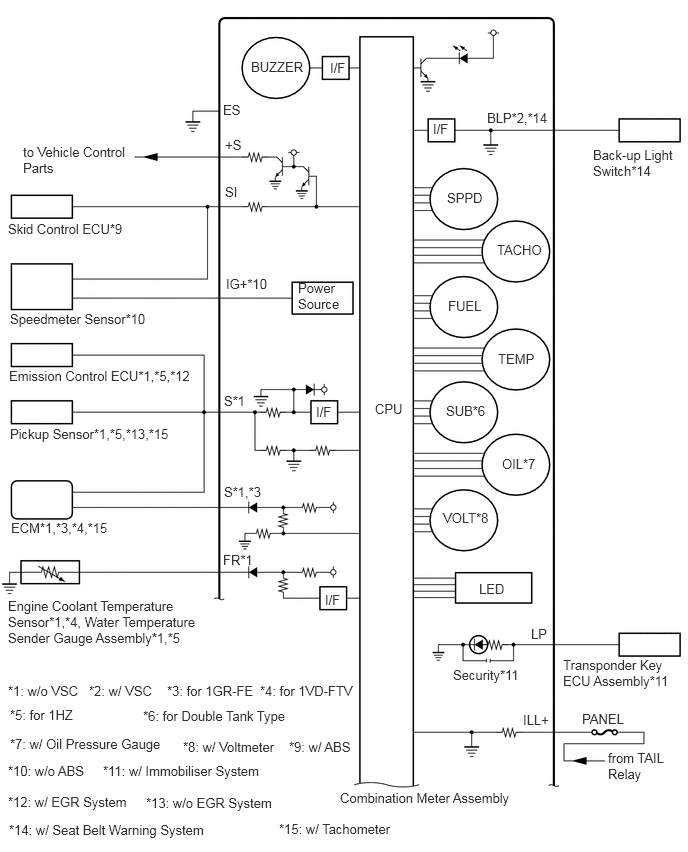 BUZZER
I/F
ES
BLP*2,*14
I/F
+S
to Vehicle Control
Parts
Back-up Light
Switch*14
SI
SPPD
Skid Control ECU*9
TACHO
IG+*10
Power
Source
FUEL
Speedmeter Sensor*10
TEMP
Emission Control ECU*1,*5,*12
S*1
I/F
CPU
SUB*6
Pickup Sensor*1,*5,*13,*15
OIL*7
S*1,*3
VOLT*8
ECM*1,*3,*4,*15
FR*1
I/F
LED
Engine Coolant Temperature
Sensor*1,*4, Water Temperature
Sender Gauge Assembly*1,*5
LP
Security*11
Transponder Key
ECU Assembly*11
*1: w/o VSC *2: w/ VSC *3: for 1GR-FE *4: for 1VD-FTV
*5: for 1HZ *6: for Double Tank Type
ILL+
PANEL
*7: w/ Oil Pressure Gauge *8: w/ Voltmeter *9: w/ ABS
from TAIL
Relay
*10: w/o ABS *11: w/ Immobiliser System
Combination Meter Assembly
*12: w/ EGR System *13: w/o EGR System
*14: w/ Seat Belt Warning System *15: w/ Tachometer